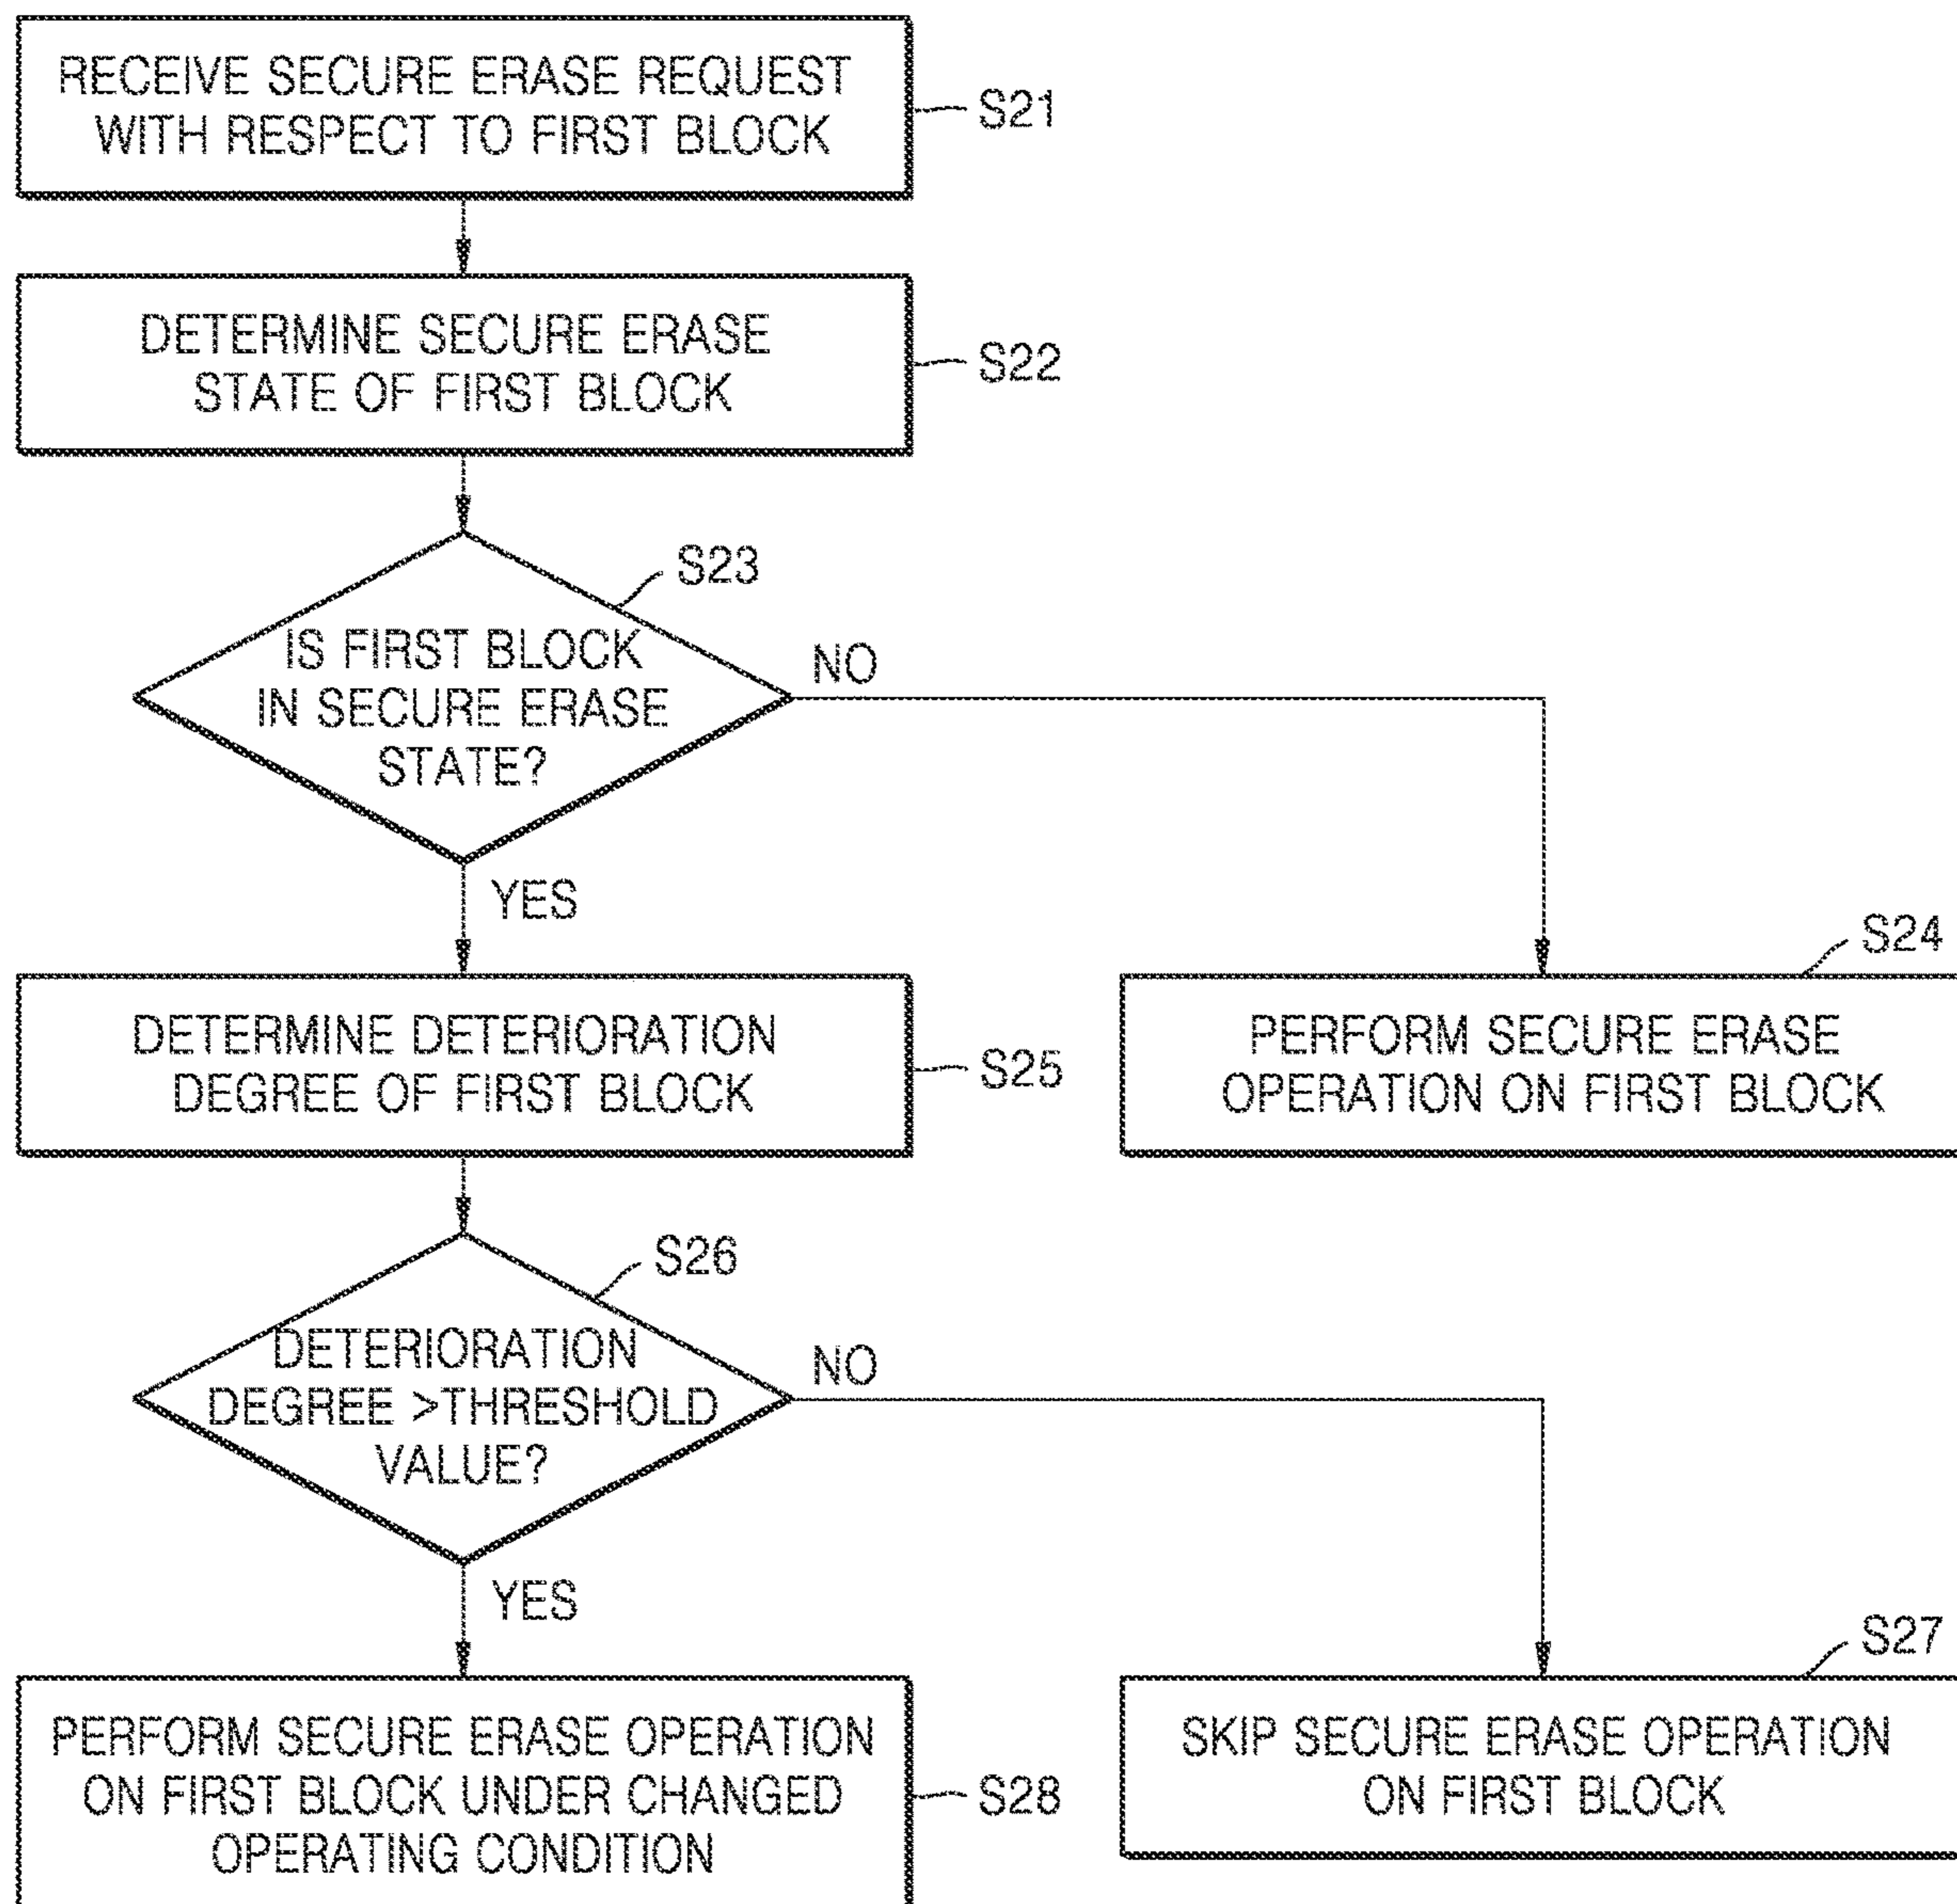 RECEIVE SECURE ERASE REQUEST
WITH RESPECT TO FIRST BLOCK
S21
DETERMINE SECURE ERASE
STATE OF FIRST BLOCK
S22
S23
IS FIRST BLOCK
IN SECURE ERASE
STATE?
NO
YES
S24
DETERMINE DETERIORATION
DEGREE OF FIRST BLOCK
S25
PERFORM SECURE ERASE
OPERATION ON FIRST BLOCK
S26
DETERIORATION
DEGREE >THRESHOLD
VALUE?
NO
YES
S27
PERFORM SECURE ERASE OPERATION
ON FIRST BLOCK UNDER CHANGED
OPERATING CONDITION
S28
SKIP SECURE ERASE OPERATION
ON FIRST BLOCK